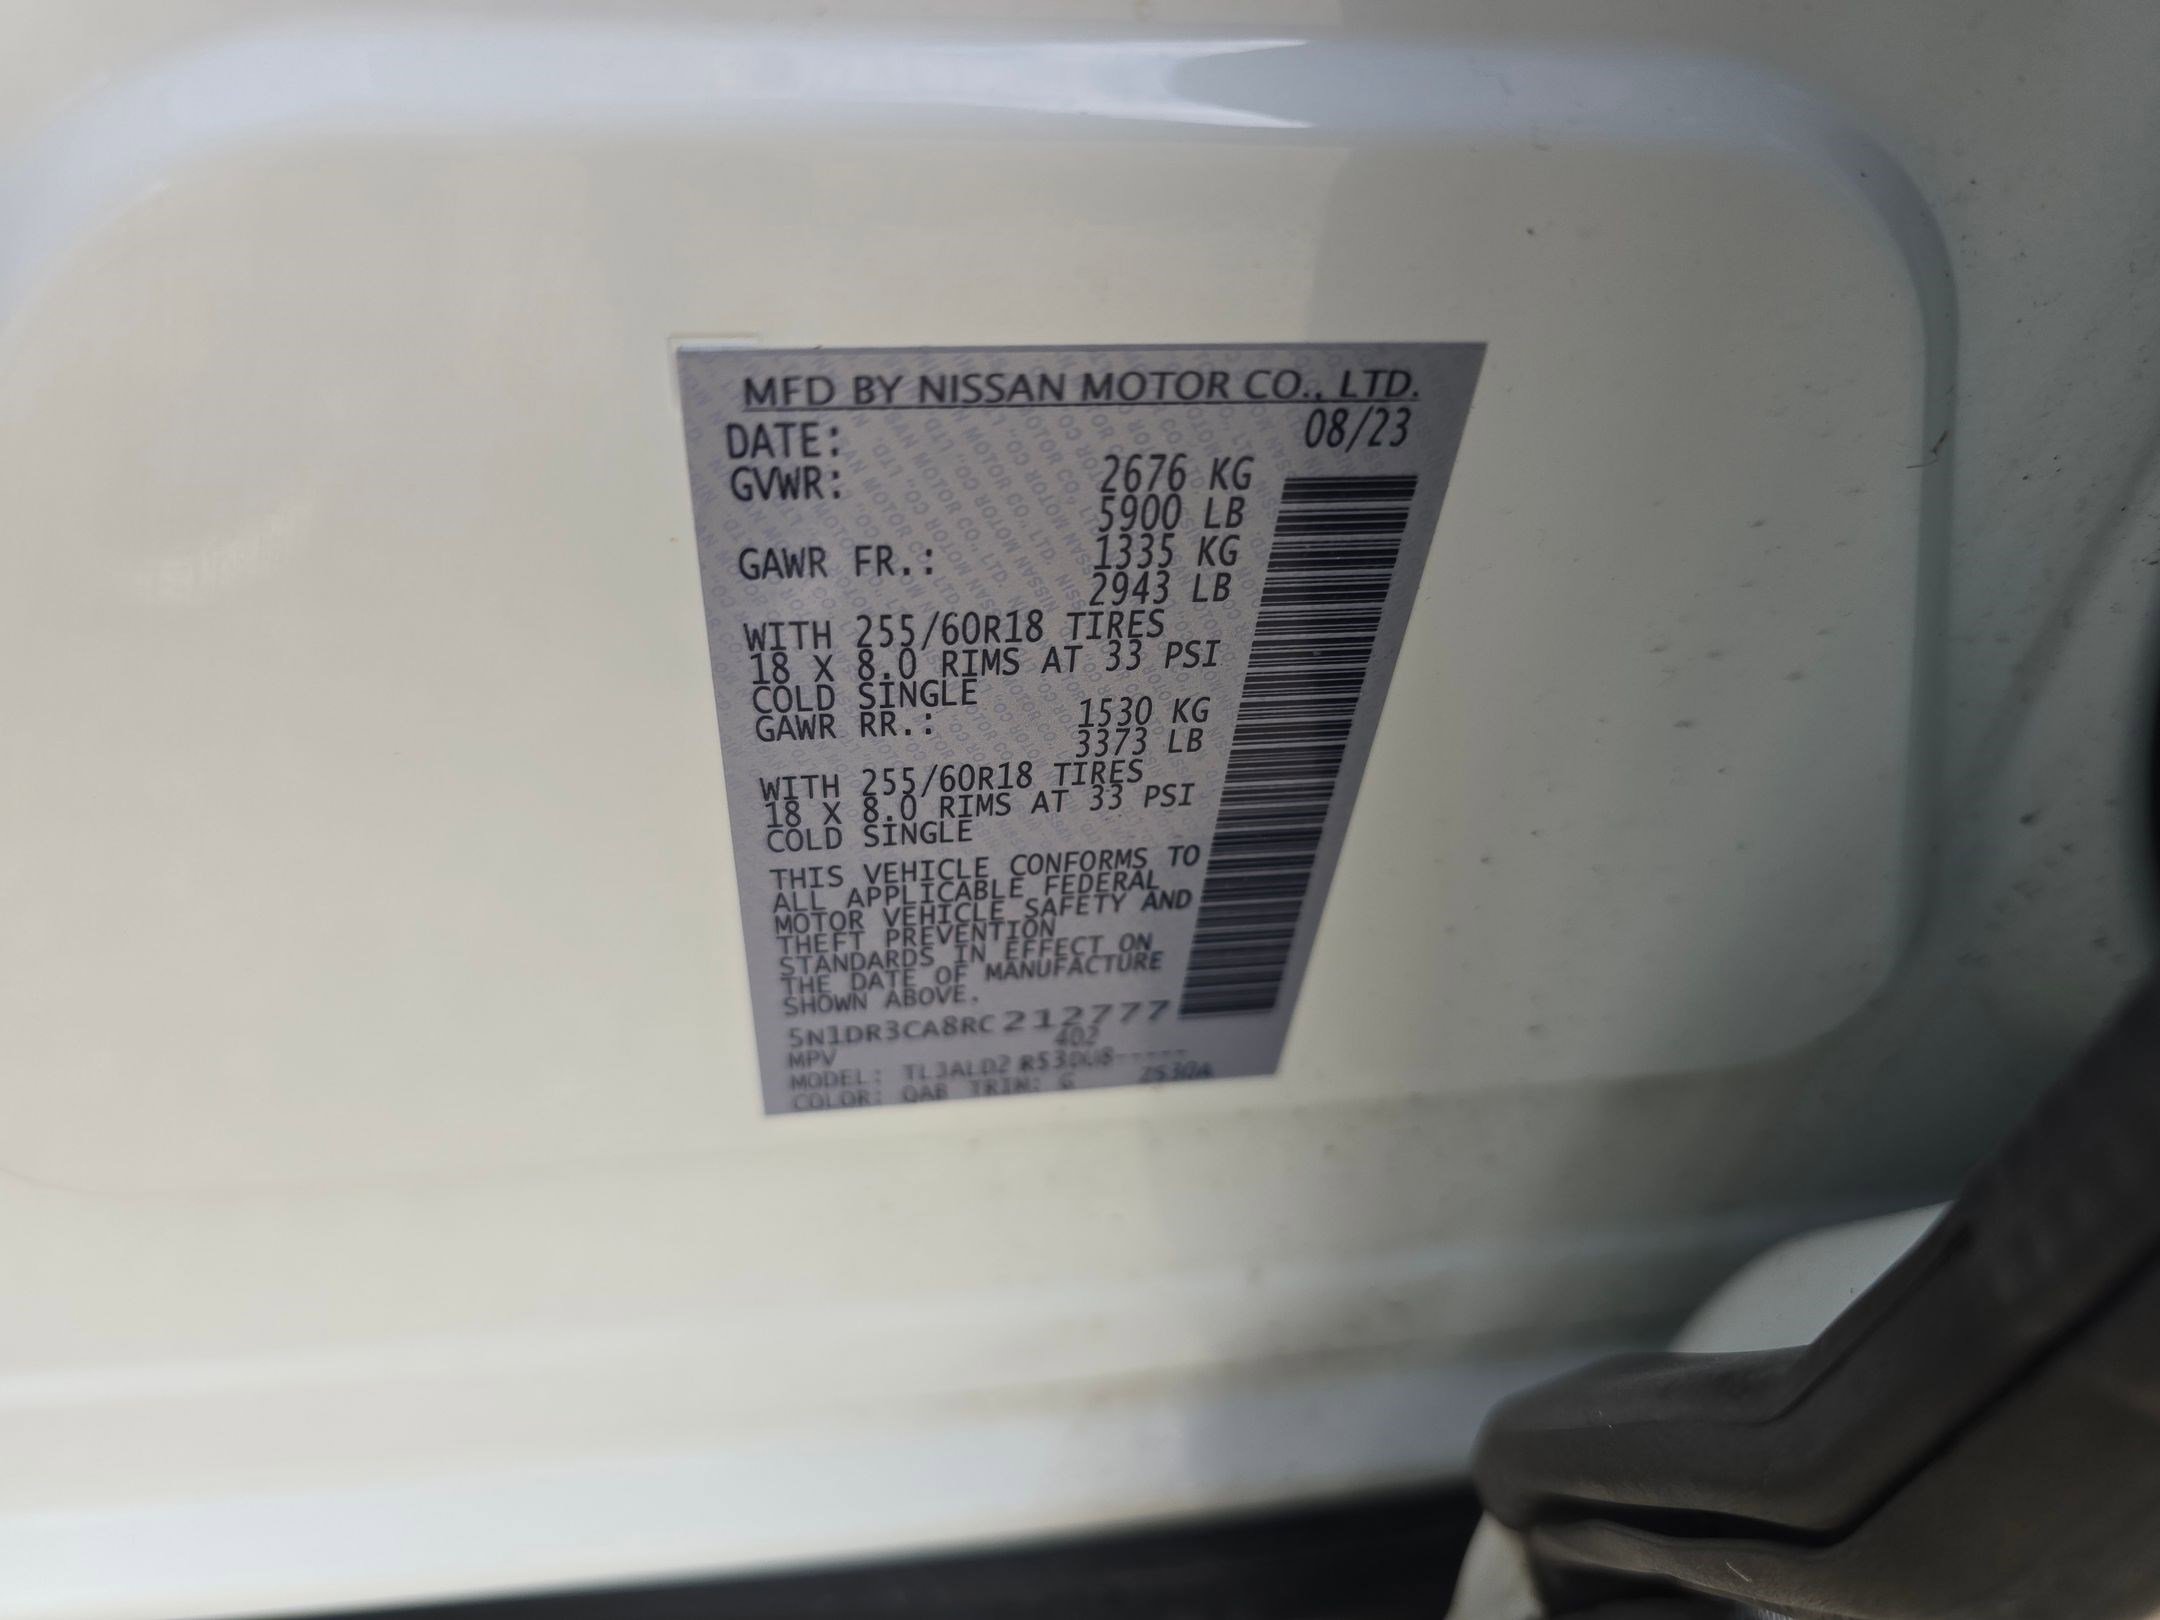 MFD BY NISSAN MOTOR CO., LTD.
DATE: 08/23
GVWR: 2676 KG
5900 LB
GAWR FR.: 1335 KG
2943 LB
WITH 255/60R18 TIRES
18 X 8.0 RIMS AT 33 PSI
COLD SINGLE
GAWR RR.: 1530 KG
3373 LB
WITH 255/60R18 TIRES
18 X 8.0 RIMS AT 33 PSI
COLD SINGLE
THIS VEHICLE CONFORMS TO
ALL APPLICABLE FEDERAL
MOTOR VEHICLE SAFETY AND
THEFT PREVENTION
STANDARDS IN EFFECT ON
THE DATE OF MANUFACTURE
SHOWN ABOVE.
5N1DR3CA8RC212777
MPV 402
MODEL:
COLOR: QAB TRIM: G